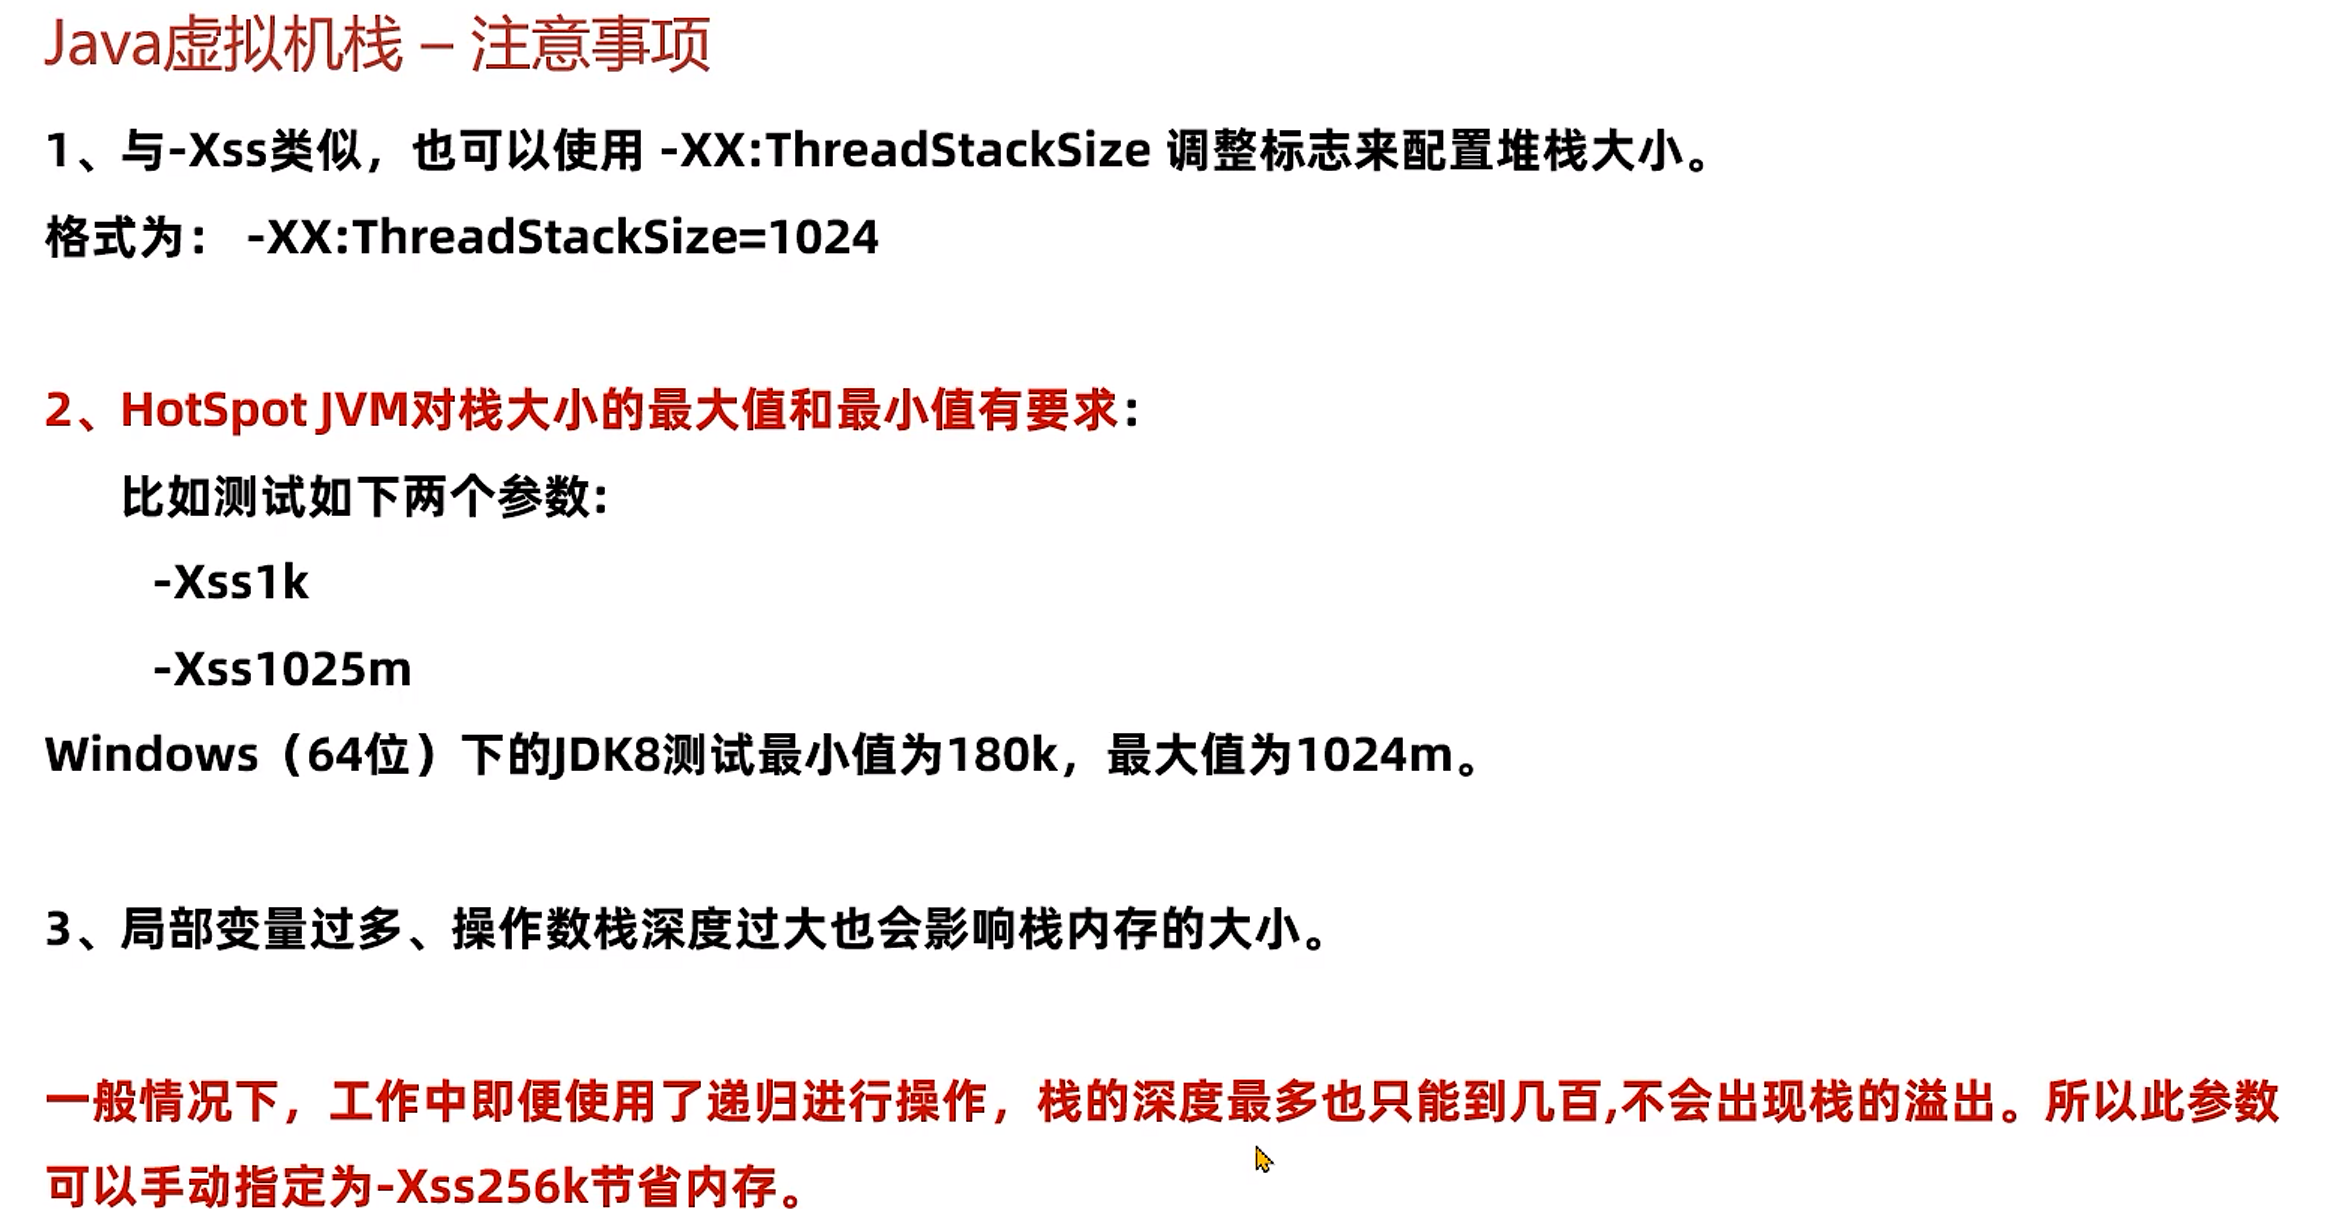 Java虚拟机栈 – 注意事项
1、与-Xss类似，也可以使用 -XX:ThreadStackSize 调整标志来配置堆栈大小。
格式为： -XX:ThreadStackSize=1024
2、HotSpot JVM对栈大小的最大值和最小值有要求：
比如测试如下两个参数:
-Xss1k
-Xss1025m
Windows（64位）下的JDK8测试最小值为180k，最大值为1024m。
3、局部变量过多、操作数栈深度过大也会影响栈内存的大小。
一般情况下，工作中即便使用了递归进行操作，栈的深度最多也只能到几百,不会出现栈的溢出。所以此参数
可以手动指定为-Xss256k节省内存。